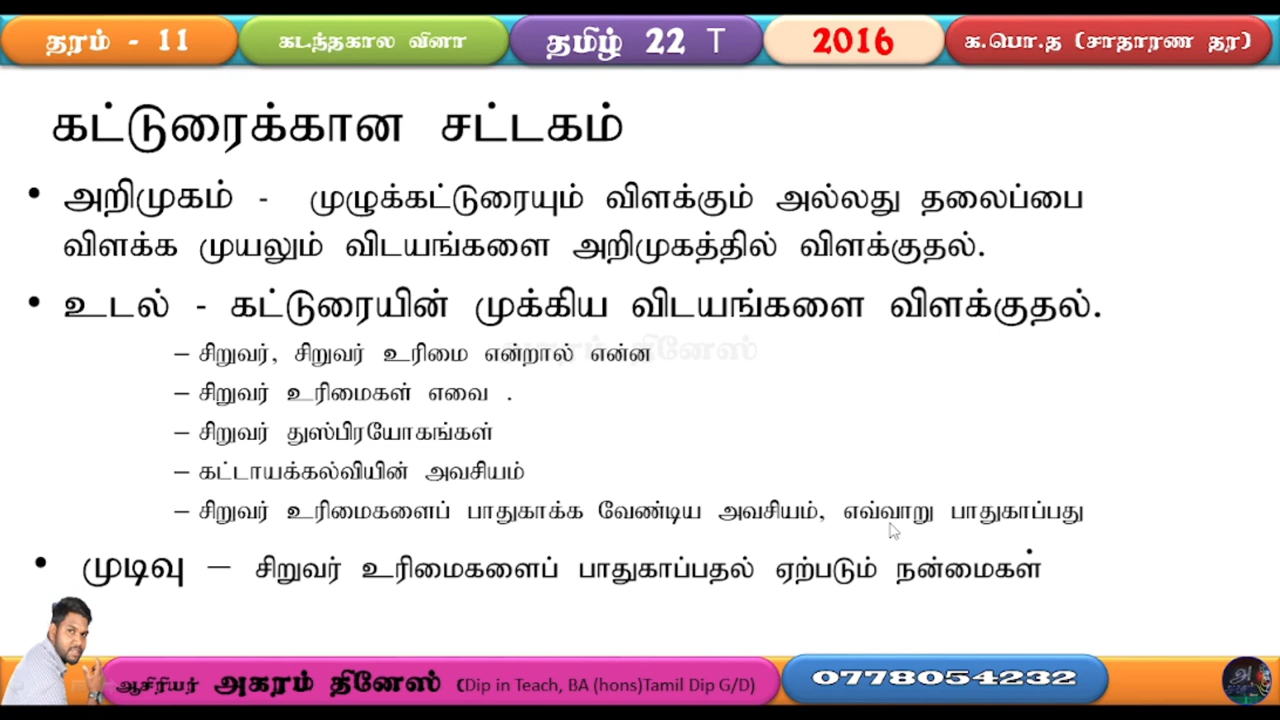 தரம் - 11
கடந்தகால வினா
தமிழ் 22 T
2016
க.பொ.த (சாதாரண தர)
கட்டுரைக்கான சட்டகம்
• அறிமுகம் - முழுக்கட்டுரையும் விளக்கும் அல்லது தலைப்பை
விளக்க முயலும் விடயங்களை அறிமுகத்தில் விளக்குதல்.
• உடல் - கட்டுரையின் முக்கிய விடயங்களை விளக்குதல்.
– சிறுவர், சிறுவர் உரிமை என்றால் என்ன
– சிறுவர் உரிமைகள் எவை .
– சிறுவர் துஸ்பிரயோகங்கள்
– கட்டாயக்கல்வியின் அவசியம்
– சிறுவர் உரிமைகளைப் பாதுகாக்க வேண்டிய அவசியம், எவ்வாறு பாதுகாப்பது
• முடிவு – சிறுவர் உரிமைகளைப் பாதுகாப்பதல் ஏற்படும் நன்மைகள்
ஆசிரியர் அகரம் தினேஸ் (Dip in Teach, BA (hons)Tamil Dip G/D)
0778054232